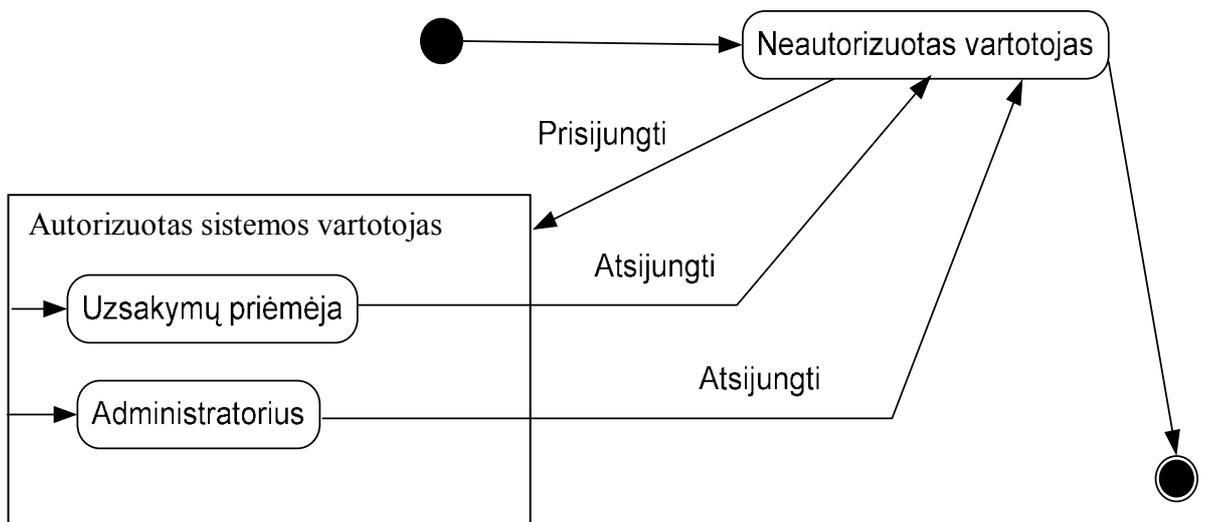 Neautorizuotas vartotojas
Prisijungti
Autorizuotas sistemos vartotojas
Atsijungti
Uzsakymų priėmėja
Atsijungti
Administratorius